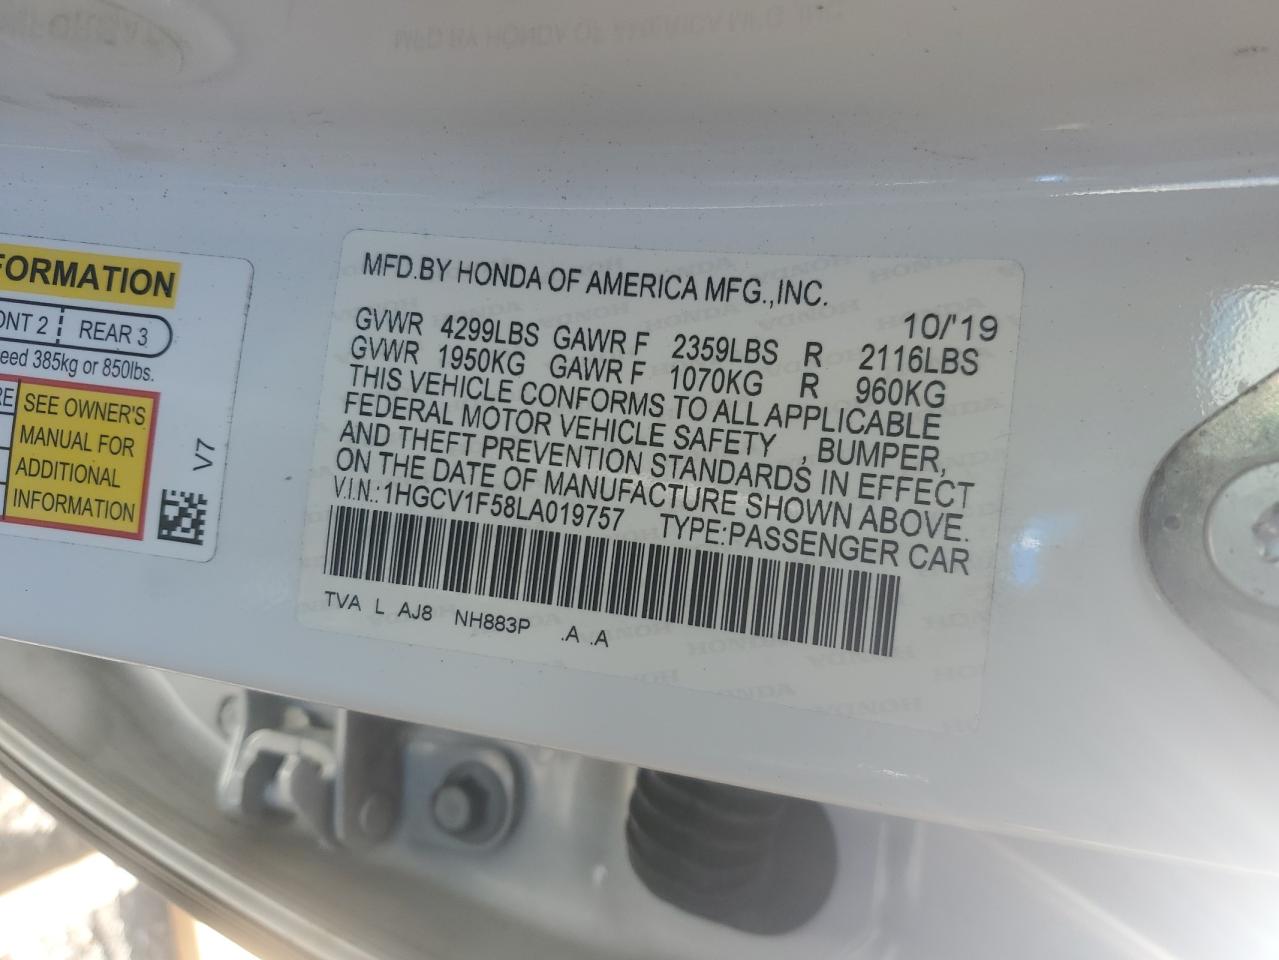 FORMATION
ONT 2 REAR 3
eed 385kg or 850lbs.
RE
SEE OWNER'S
MANUAL FOR
ADDITIONAL
INFORMATION
V7
MFD.BY HONDA OF AMERICA MFG.,INC.
10/'19
GVWR 4299LBS GAWR F 2359LBS R 2116LBS
GVWR 1950KG GAWR F 1070KG R 960KG
THIS VEHICLE CONFORMS TO ALL APPLICABLE
FEDERAL MOTOR VEHICLE SAFETY , BUMPER,
AND THEFT PREVENTION STANDARDS IN EFFECT
ON THE DATE OF MANUFACTURE SHOWN ABOVE.
V.I.N.:1HGCV1F58LA019757 TYPE:PASSENGER CAR
TVA L AJ8 NH883P .A .A